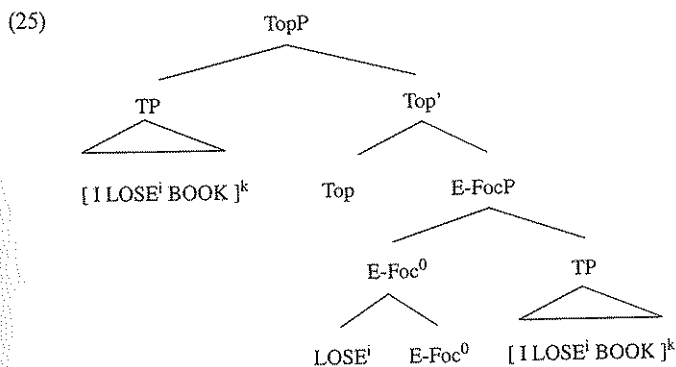 (25) TopP
TP Top'
[ I LOSEⁱ BOOK ]ᵏ Top E-FocP
E-Foc⁰ TP
LOSEⁱ E-Foc⁰ [ I LOSEⁱ BOOK ]ᵏ